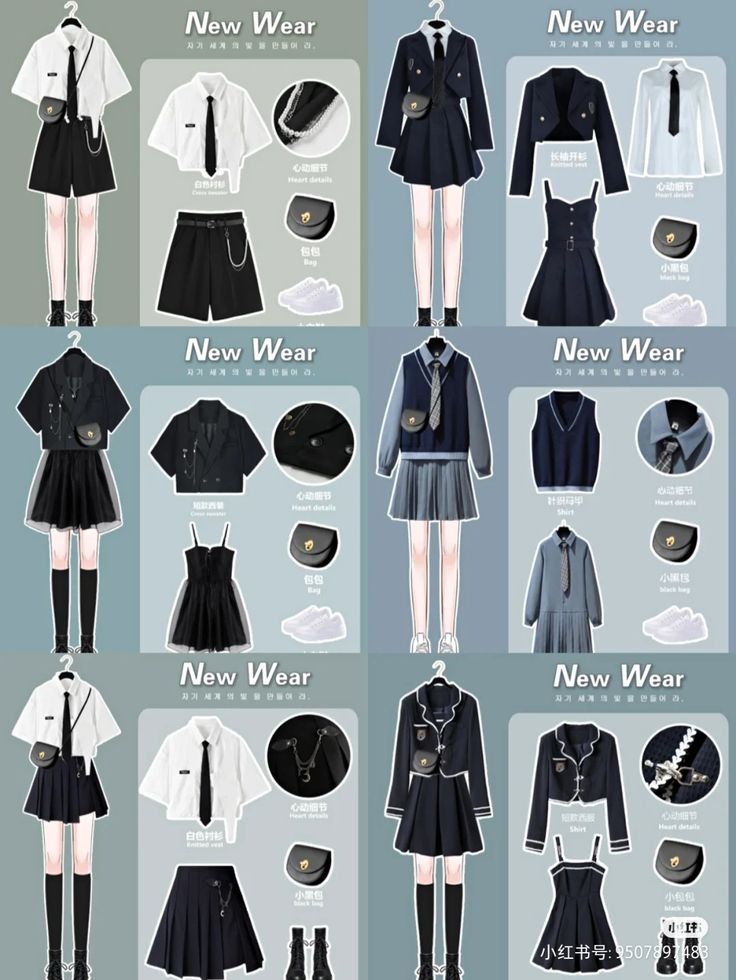 New Wear
자기 세계의 빛을 만들어 라.
白色衬衫
Cross sweater
心动细节
Heart details
包包
Bag
New Wear
자기 세계의 빛을 만들어 라.
长袖开衫
Knitted vest
心动细节
Heart details
小黑包
black bag
New Wear
자기 세계의 빛을 만들어 라.
短款西装
Cross sweater
心动细节
Heart details
包包
Bag
New Wear
자기 세계의 빛을 만들어 라.
针织马甲
Shirt
心动细节
Heart details
小黑包
black bag
New Wear
자기 세계의 빛을 만들어 라.
白色衬衫
Knitted vest
心动细节
Heart details
小黑包
black bag
New Wear
자기 세계의 빛을 만들어 라.
短款西服
Shirt
心动细节
Heart details
小包包
black bag
小红书
小红书号: 9507897483